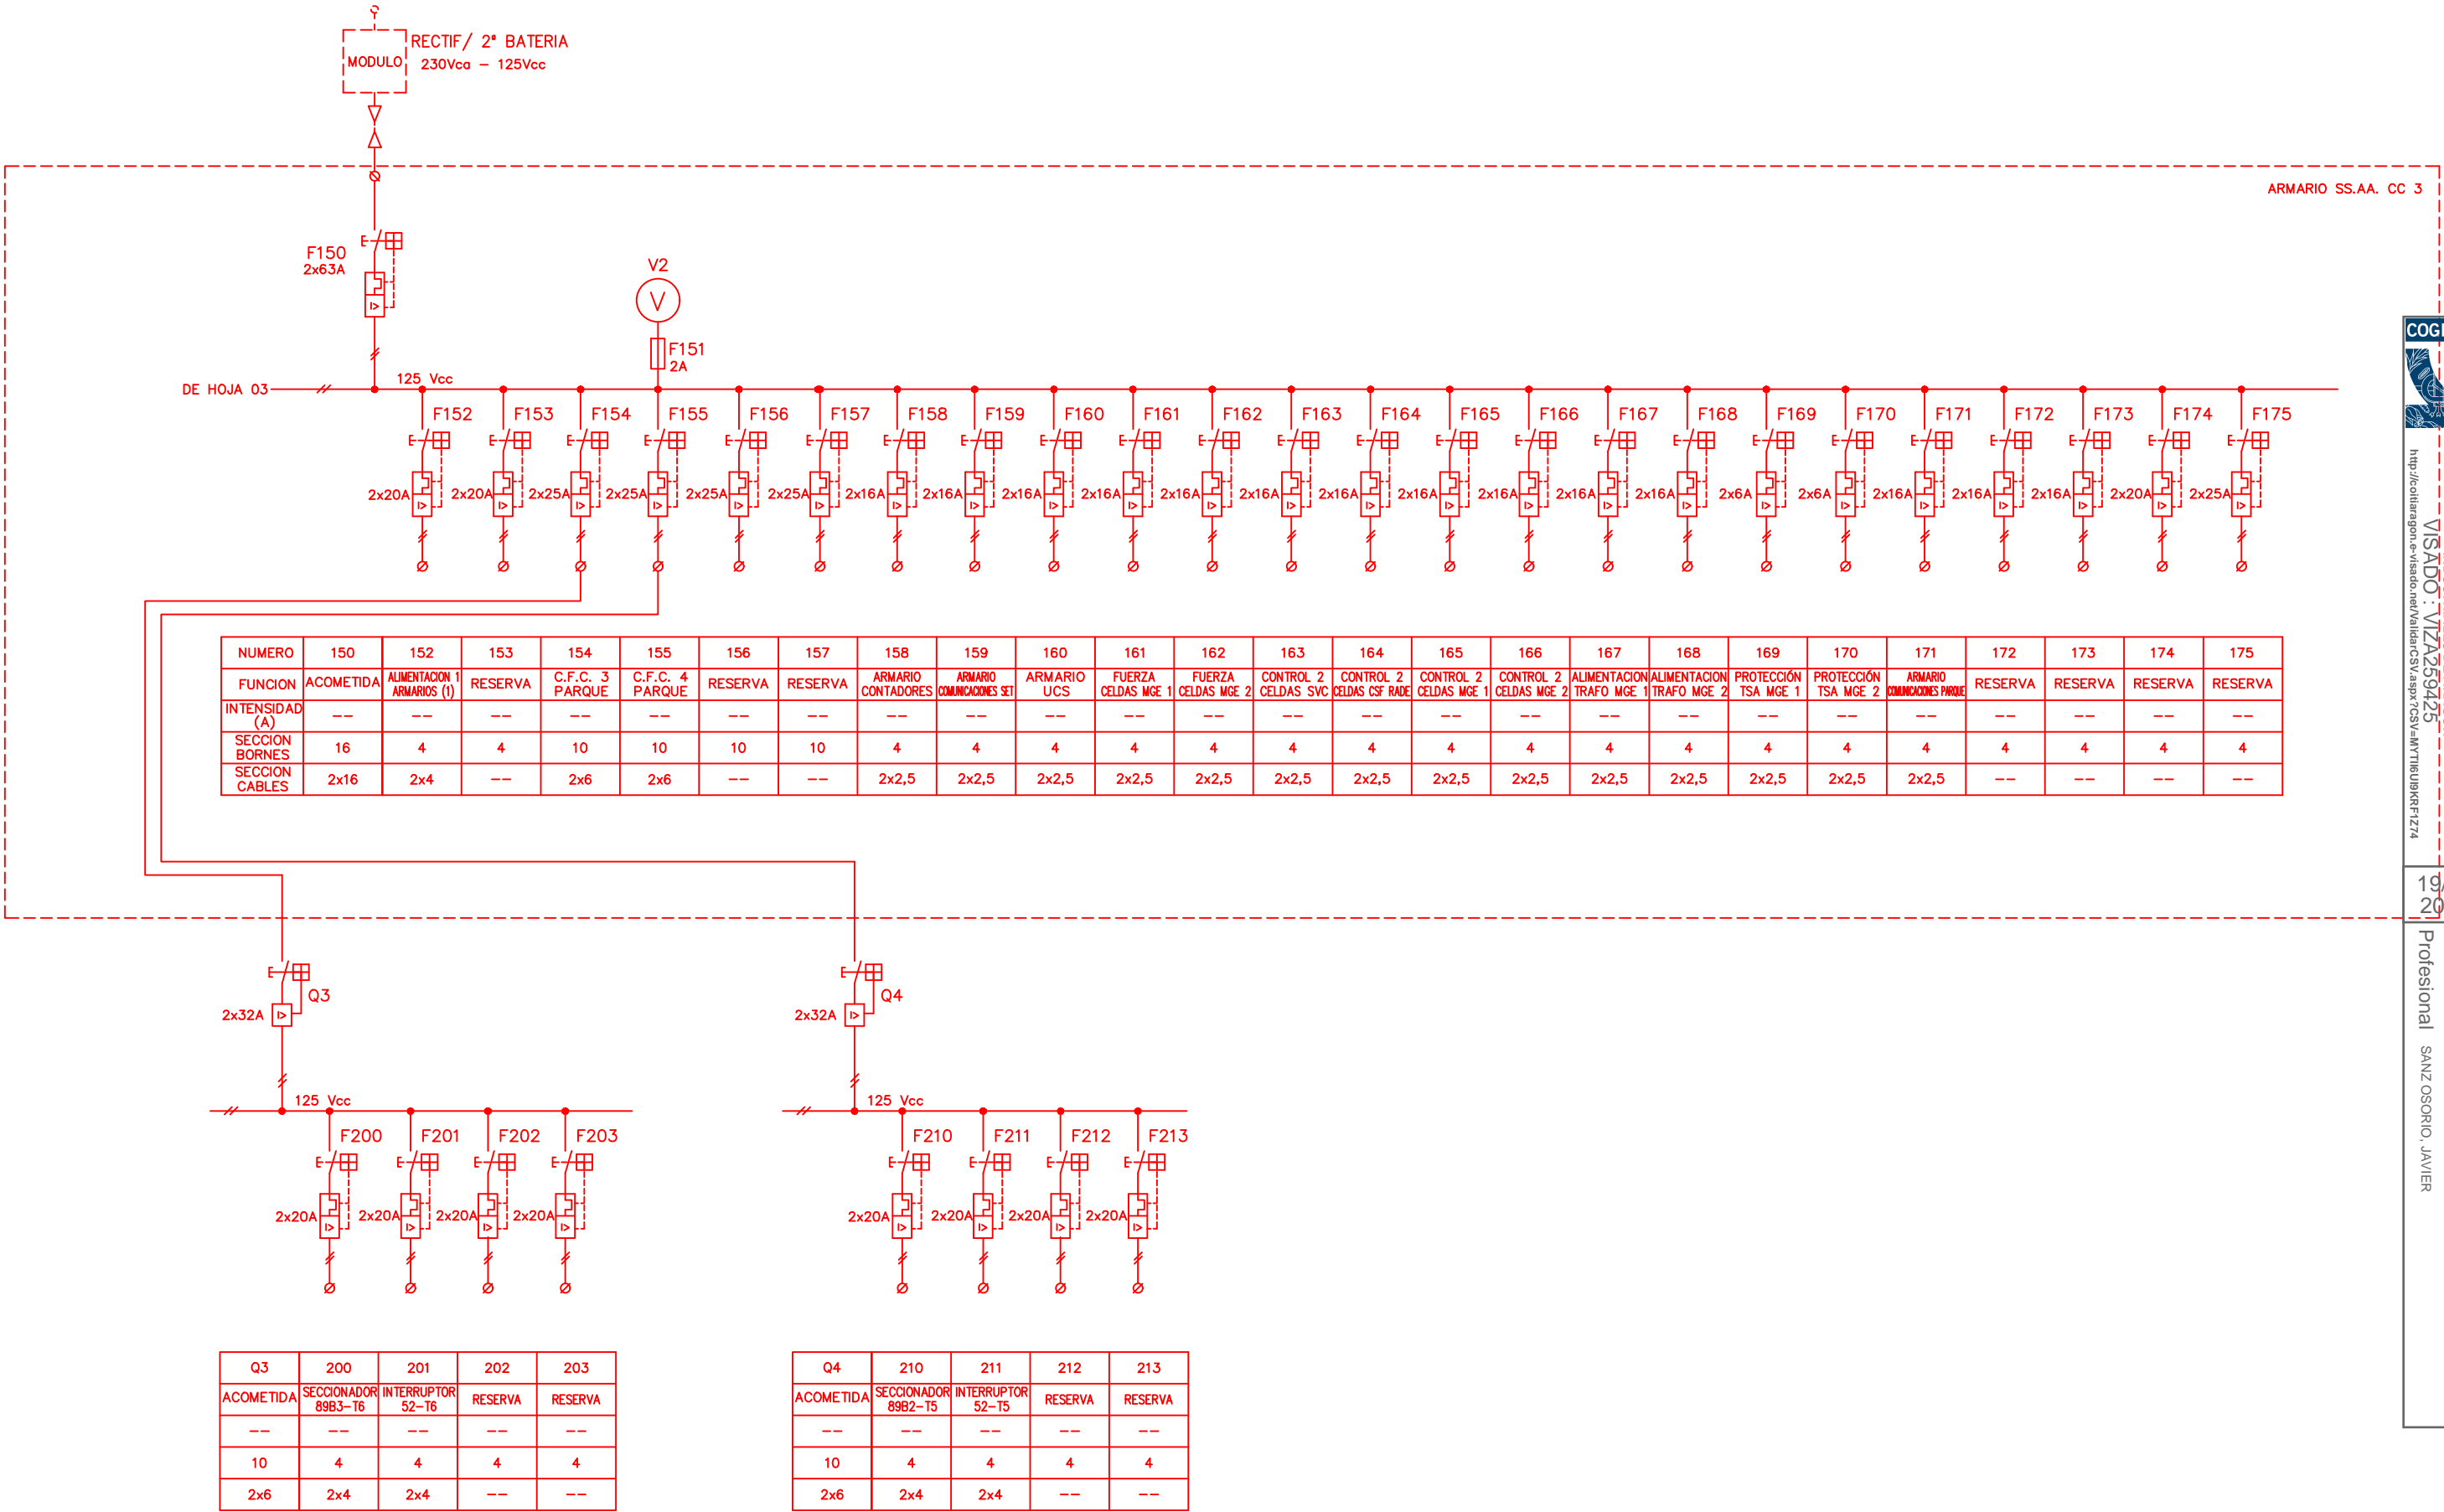 RECTIF/ 2ª BATERIA
MODULO
230Vca - 125Vcc
ARMARIO SS.AA. CC 3
F150
2x63A
V2
V
F151
2A
DE HOJA 03
125 Vcc
F152 F153 F154 F155 F156 F157 F158 F159 F160 F161 F162 F163 F164 F165 F166 F167 F168 F169 F170 F171 F172 F173 F174 F175
2x20A 2x20A 2x25A 2x25A 2x25A 2x25A 2x16A 2x16A 2x16A 2x16A 2x16A 2x16A 2x16A 2x16A 2x16A 2x16A 2x16A 2x6A 2x6A 2x16A 2x16A 2x16A 2x20A 2x25A
NUMERO 150 152 153 154 155 156 157 158 159 160 161 162 163 164 165 166 167 168 169 170 171 172 173 174 175
FUNCION ACOMETIDA ALIMENTACION 1 ARMARIOS (1) RESERVA C.F.C. 3 PARQUE C.F.C. 4 PARQUE RESERVA RESERVA ARMARIO CONTADORES ARMARIO COMUNICACIONES SET ARMARIO UCS FUERZA CELDAS MGE 1 FUERZA CELDAS MGE 2 CONTROL 2 CELDAS SVC CONTROL 2 CELDAS CSF RADE CONTROL 2 CELDAS MGE 1 CONTROL 2 CELDAS MGE 2 ALIMENTACION TRAFO MGE 1 ALIMENTACION TRAFO MGE 2 PROTECCIÓN TSA MGE 1 PROTECCIÓN TSA MGE 2 ARMARIO COMUNICACIONES PARQUE RESERVA RESERVA RESERVA RESERVA
INTENSIDAD (A) -- -- -- -- -- -- -- -- -- -- -- -- -- -- -- -- -- -- -- -- -- -- -- -- --
SECCION BORNES 16 4 4 10 10 10 10 4 4 4 4 4 4 4 4 4 4 4 4 4 4 4 4 4 4
SECCION CABLES 2x16 2x4 -- 2x6 2x6 -- -- 2x2,5 2x2,5 2x2,5 2x2,5 2x2,5 2x2,5 2x2,5 2x2,5 2x2,5 2x2,5 2x2,5 2x2,5 2x2,5 2x2,5 -- -- -- --
Q3
2x32A
125 Vcc
F200 F201 F202 F203
2x20A 2x20A 2x20A 2x20A
Q3 200 201 202 203
ACOMETIDA SECCIONADOR 89B3-T6 INTERRUPTOR 52-T6 RESERVA RESERVA
-- -- -- -- --
10 4 4 4 4
2x6 2x4 2x4 -- --
Q4
2x32A
125 Vcc
F210 F211 F212 F213
2x20A 2x20A 2x20A 2x20A
Q4 210 211 212 213
ACOMETIDA SECCIONADOR 89B2-T5 INTERRUPTOR 52-T5 RESERVA RESERVA
-- -- -- -- --
10 4 4 4 4
2x6 2x4 2x4 -- --
VISADO : VIZA259425
http://coitiaragon.e-visado.net/ValidarCSV.aspx?CSV=MYTI6UI9KRF1Z74
19/
20
Profesional
SANZ OSORIO, JAVIER